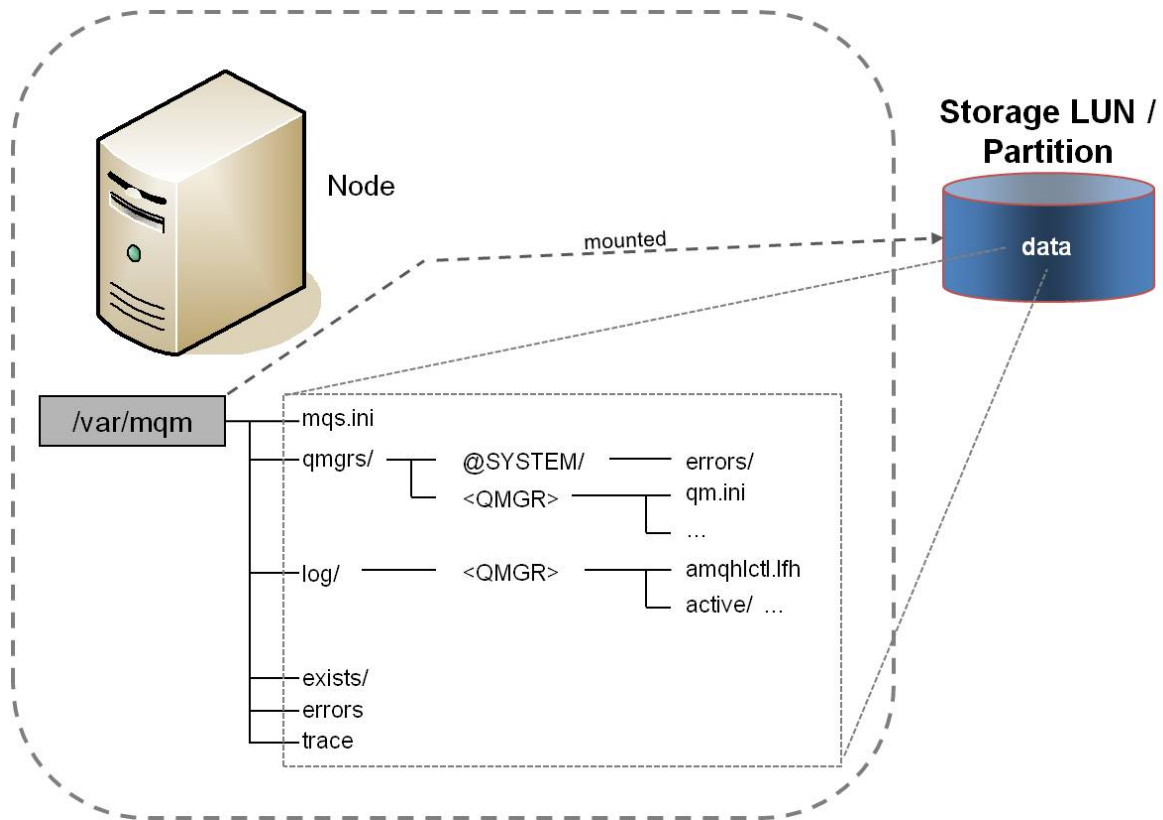 Storage LUN /
Partition
Node
mounted
data
/var/mqm
mqs.ini
qmgrs/ @SYSTEM/ errors/
<QMGR> qm.ini
...
log/ <QMGR> amqhlctl.lfh
active/ ...
exists/
errors
trace